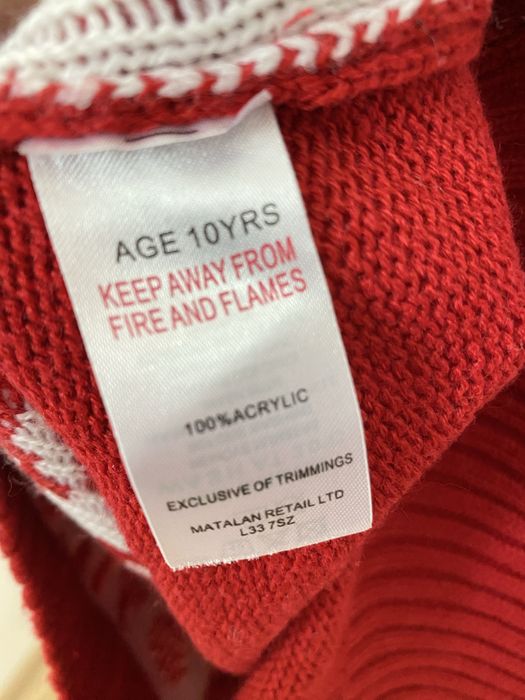 AGE 10YRS
KEEP AWAY FROM
FIRE AND FLAMES
100%ACRYLIC
EXCLUSIVE OF TRIMMINGS
MATALAN RETAIL LTD
L33 7SZ